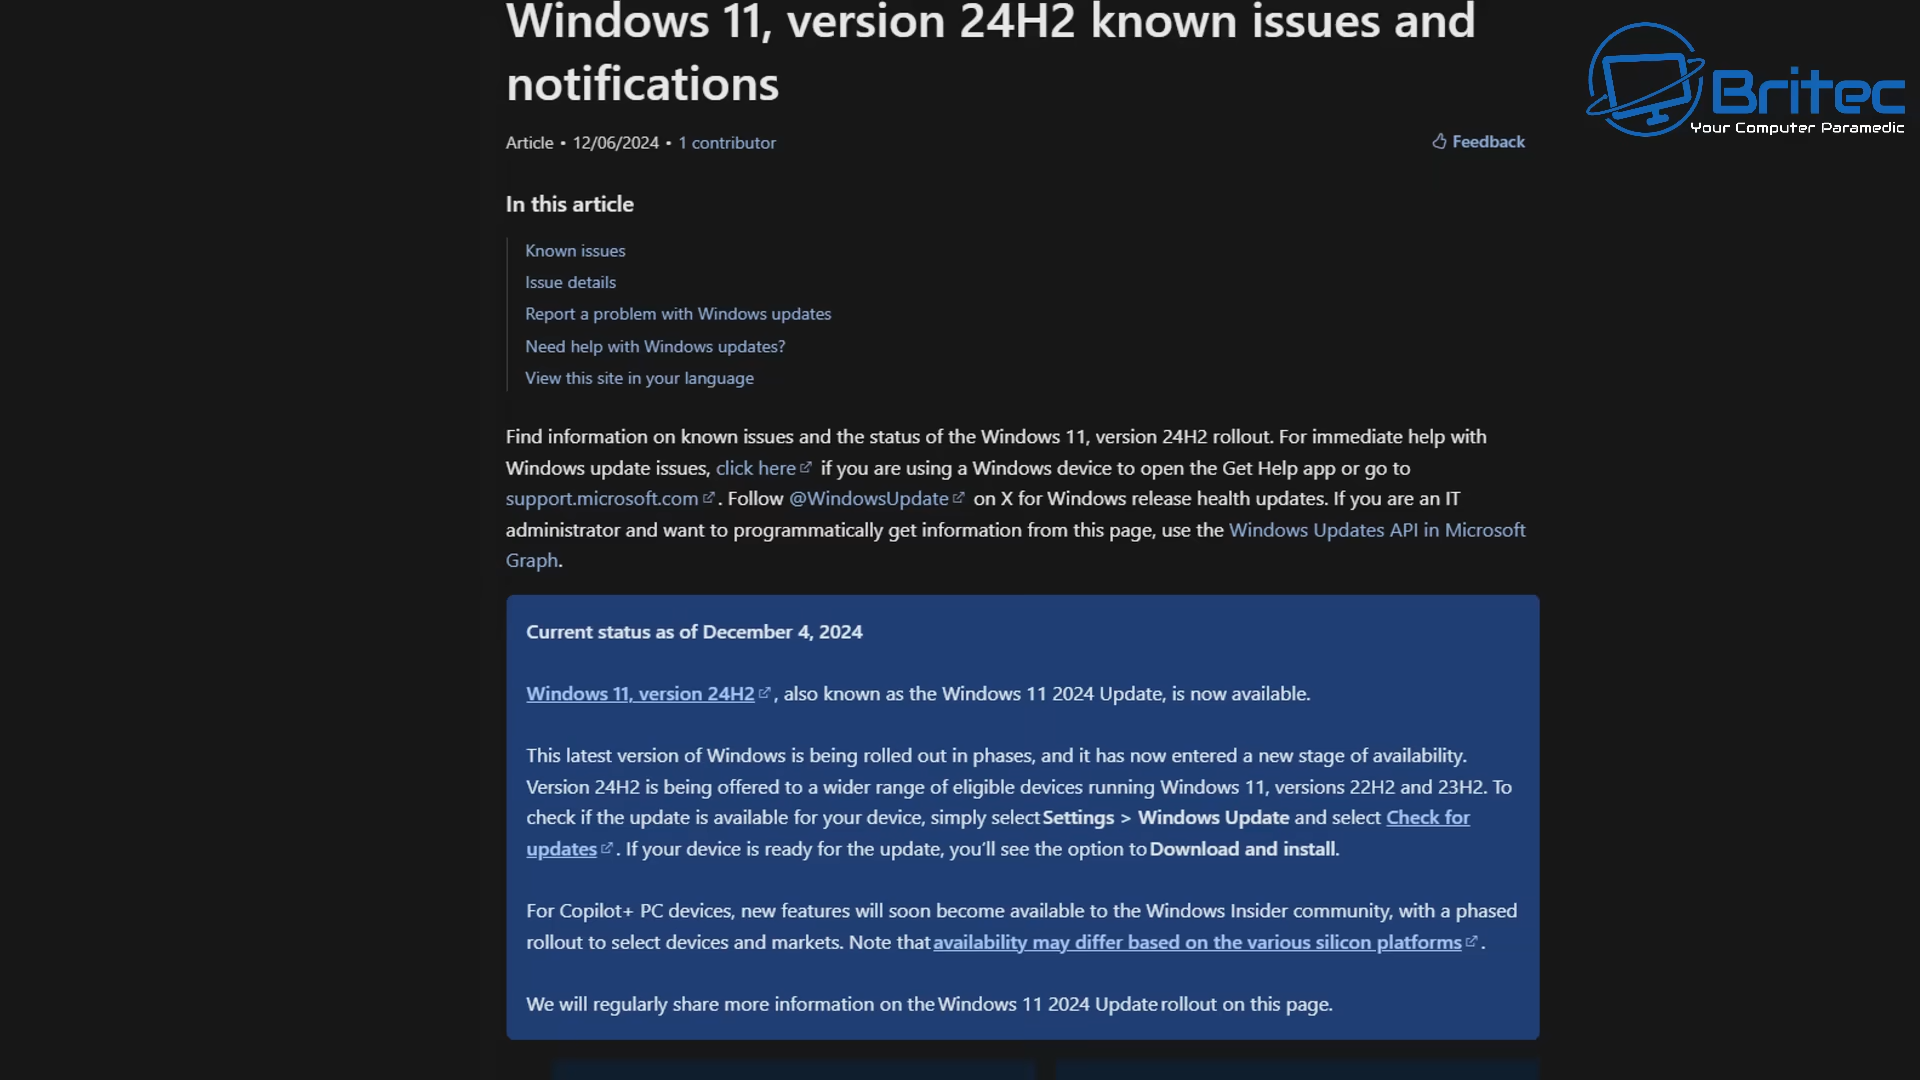 Windows 11, version 24H2 known issues and
notifications
Britec
Your Computer Paramedic
Article • 12/06/2024 • 1 contributor
Feedback
In this article
Known issues
Issue details
Report a problem with Windows updates
Need help with Windows updates?
View this site in your language
Find information on known issues and the status of the Windows 11, version 24H2 rollout. For immediate help with
Windows update issues, click here if you are using a Windows device to open the Get Help app or go to
support.microsoft.com . Follow @WindowsUpdate on X for Windows release health updates. If you are an IT
administrator and want to programmatically get information from this page, use the Windows Updates API in Microsoft
Graph.
Current status as of December 4, 2024
Windows 11, version 24H2 , also known as the Windows 11 2024 Update, is now available.
This latest version of Windows is being rolled out in phases, and it has now entered a new stage of availability.
Version 24H2 is being offered to a wider range of eligible devices running Windows 11, versions 22H2 and 23H2. To
check if the update is available for your device, simply select Settings > Windows Update and select Check for
updates . If your device is ready for the update, you'll see the option to Download and install.
For Copilot+ PC devices, new features will soon become available to the Windows Insider community, with a phased
rollout to select devices and markets. Note that availability may differ based on the various silicon platforms .
We will regularly share more information on the Windows 11 2024 Update rollout on this page.